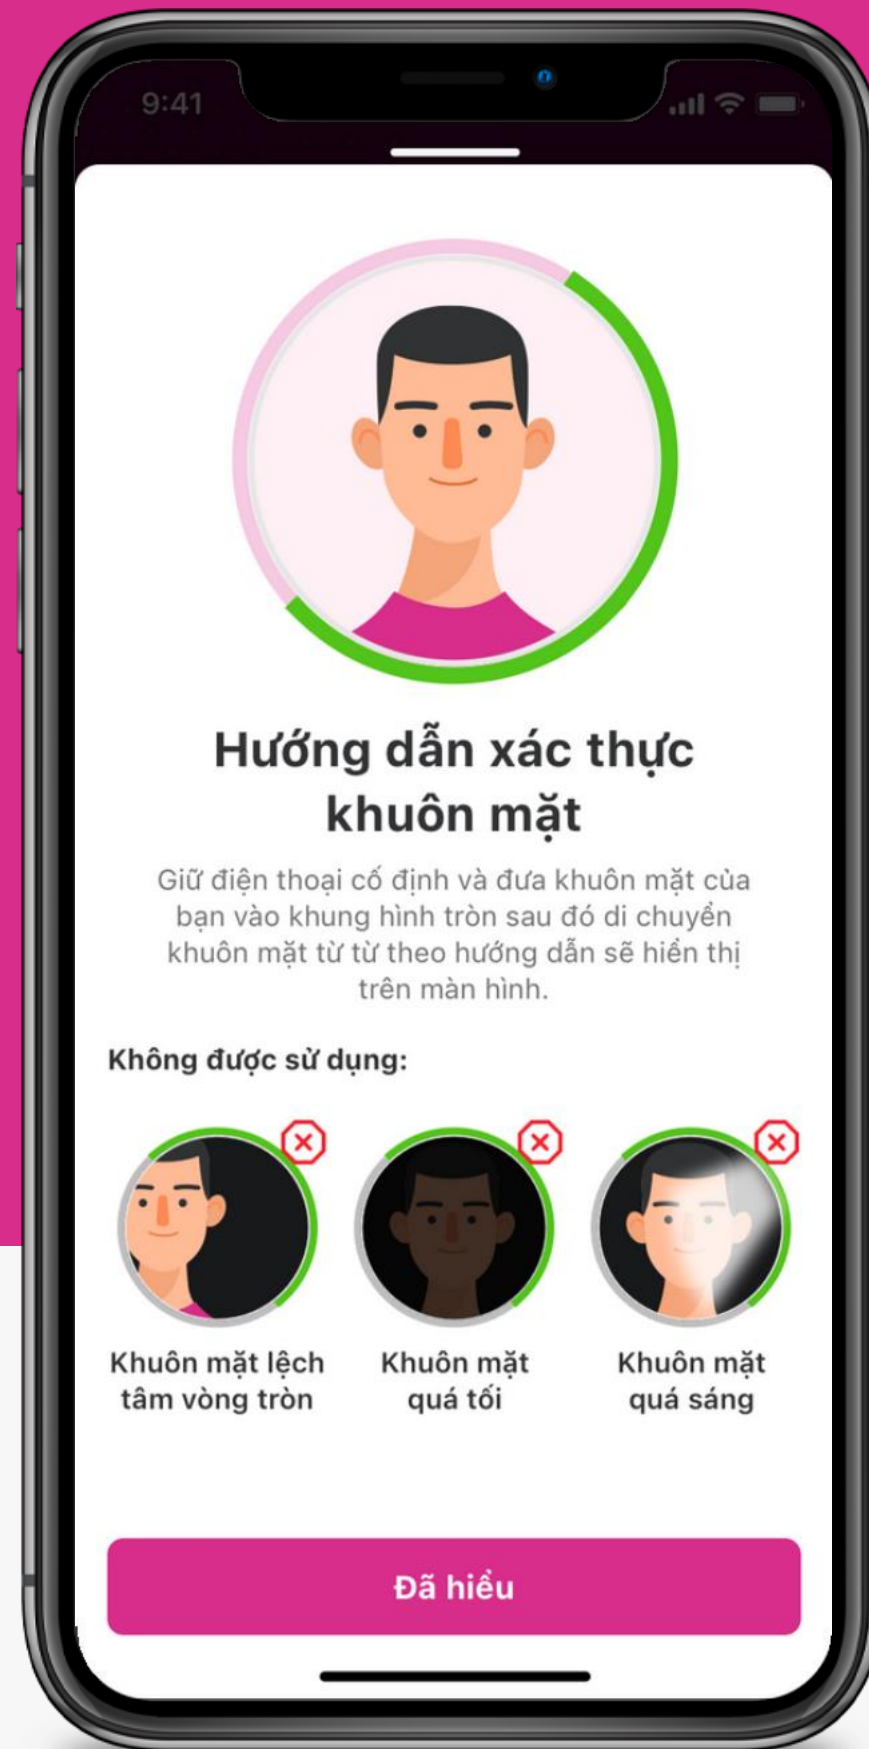 9:41
Hướng dẫn xác thực
khuôn mặt
Giữ điện thoại cố định và đưa khuôn mặt của
bạn vào khung hình tròn sau đó di chuyển
khuôn mặt từ từ theo hướng dẫn sẽ hiển thị
trên màn hình.
Không được sử dụng:
Khuôn mặt lệch
tâm vòng tròn
Khuôn mặt
quá tối
Khuôn mặt
quá sáng
Đã hiểu